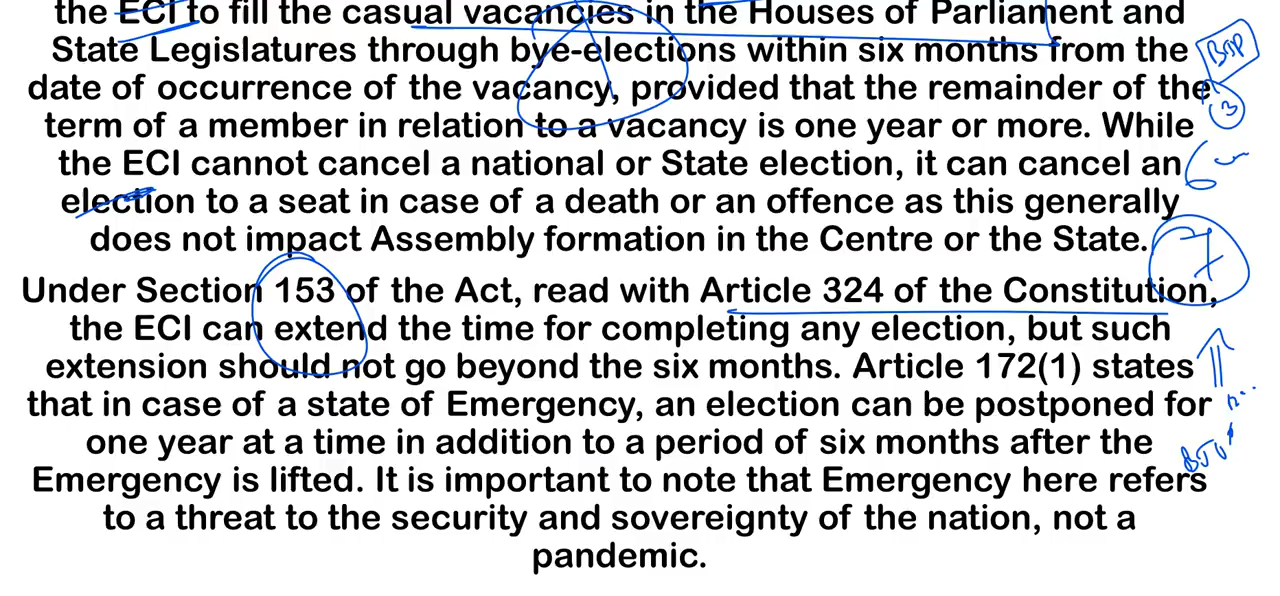 the ECI to fill the casual vacancies in the Houses of Parliament and
State Legislatures through bye-elections within six months from the
date of occurrence of the vacancy, provided that the remainder of the
term of a member in relation to a vacancy is one year or more. While
the ECI cannot cancel a national or State election, it can cancel an
election to a seat in case of a death or an offence as this generally
does not impact Assembly formation in the Centre or the State.
Under Section 153 of the Act, read with Article 324 of the Constitution,
the ECI can extend the time for completing any election, but such
extension should not go beyond the six months. Article 172(1) states
that in case of a state of Emergency, an election can be postponed for
one year at a time in addition to a period of six months after the
Emergency is lifted. It is important to note that Emergency here refers
to a threat to the security and sovereignty of the nation, not a
pandemic.
3
7